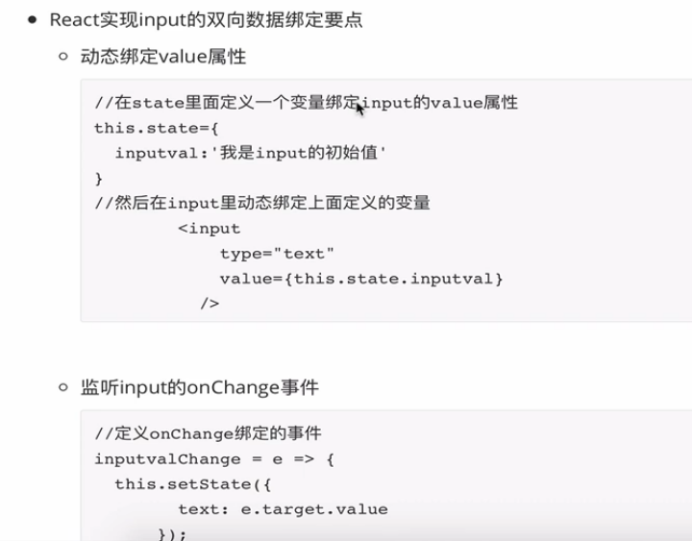 React实现input的双向数据绑定要点
动态绑定value属性
//在state里面定义一个变量绑定input的value属性
this.state={
inputval:'我是input的初始值'
}
//然后在input里动态绑定上面定义的变量
<input
type="text"
value={this.state.inputval}
/>
监听input的onChange事件
//定义onChange绑定的事件
inputvalChange = e => {
this.setState({
text: e.target.value
});